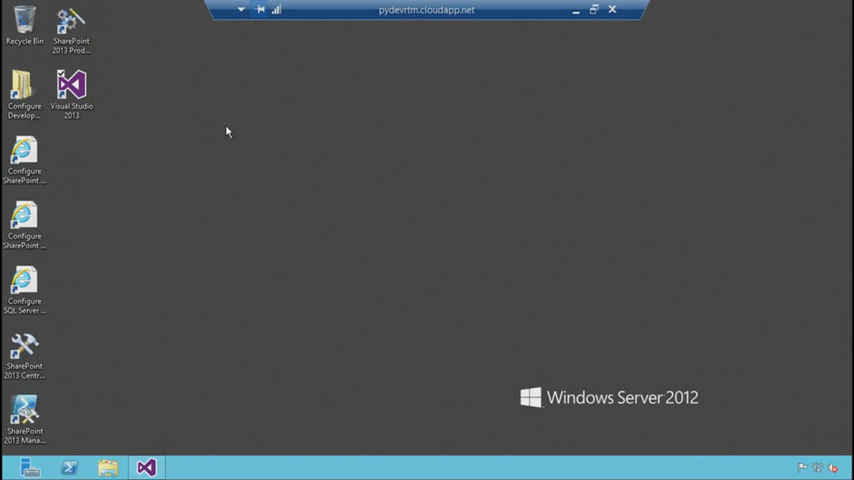 pydevrtm.cloudapp.net
Recycle Bin
SharePoint
2013 Prod...
Configure
Develop...
Visual Studio
2013
Configure
SharePoint ...
Configure
SharePoint ...
Configure
SQL Server ...
SharePoint
2013 Centr...
SharePoint
2013 Mana...
Windows Server 2012